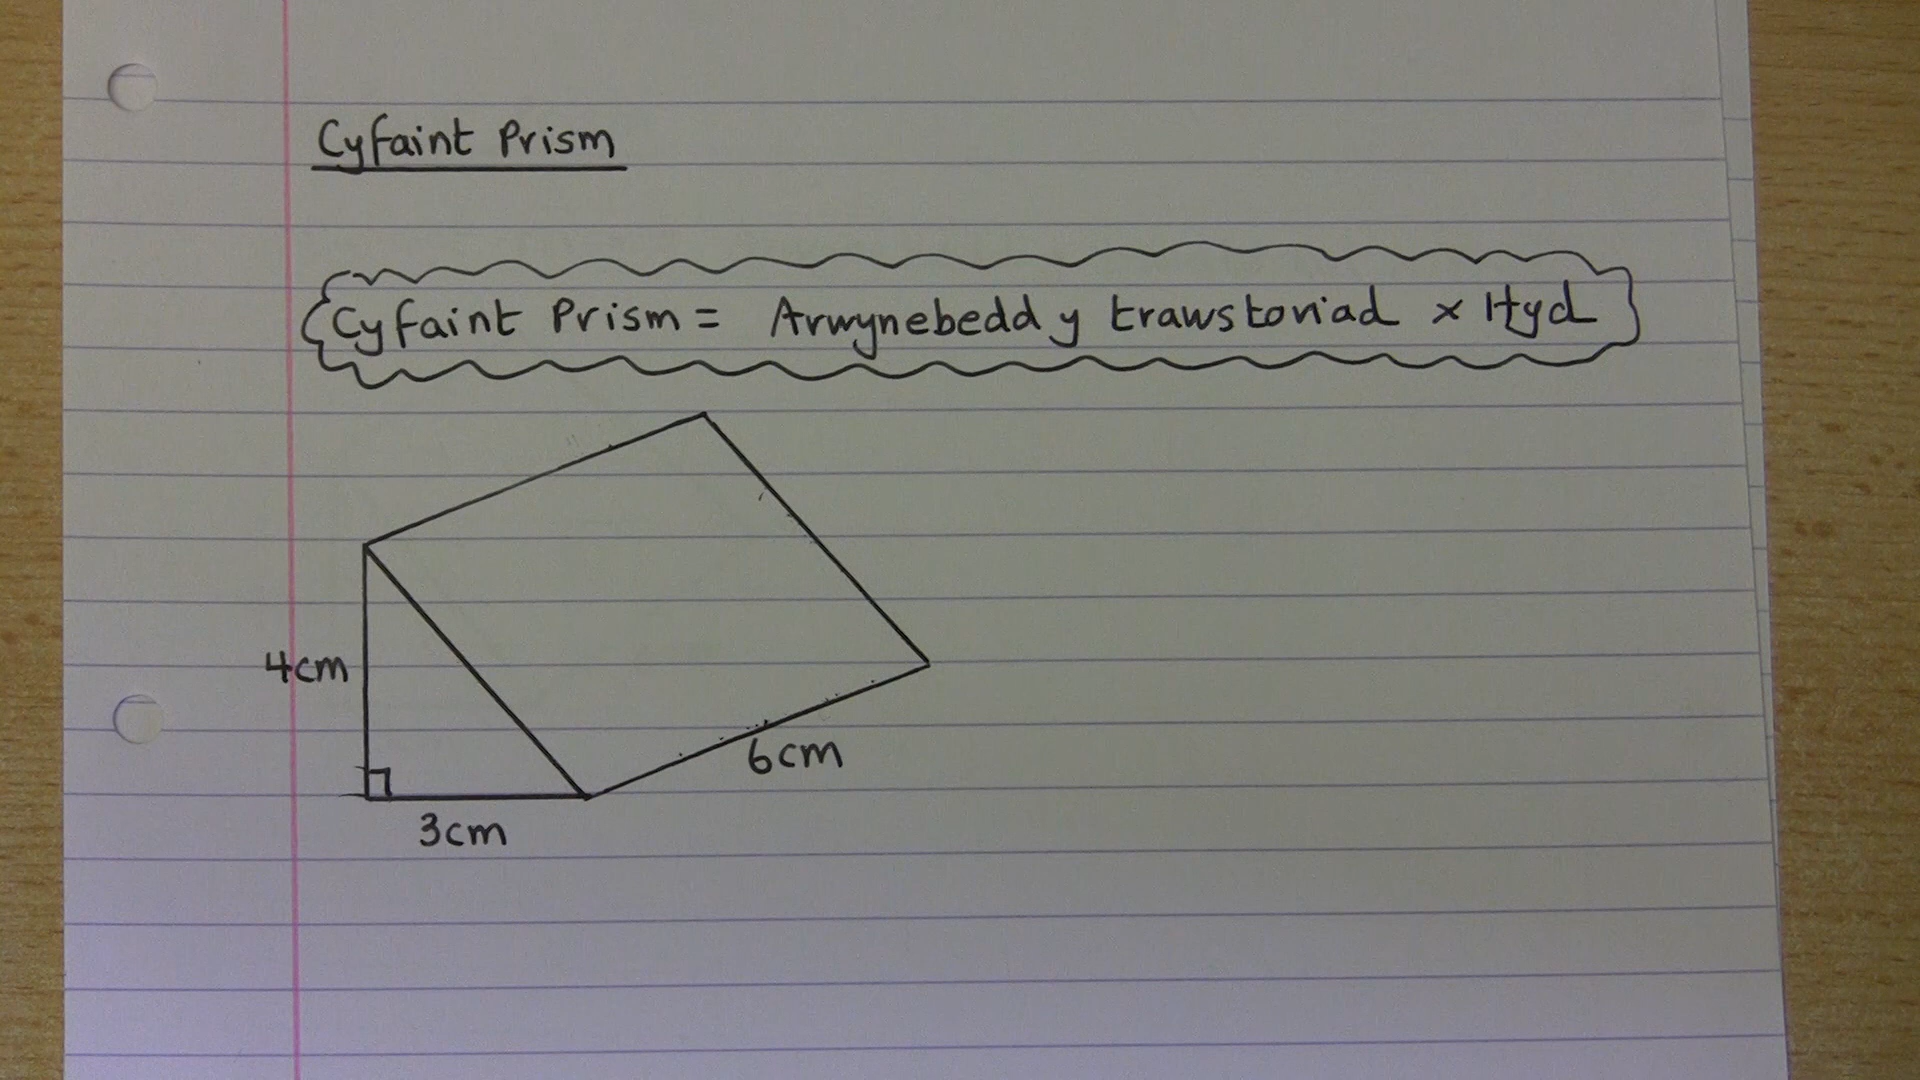 Cyfaint Prism
Cyfaint Prism = Arwynebedd y trawstoriad × Hyd
4cm
6cm
3cm